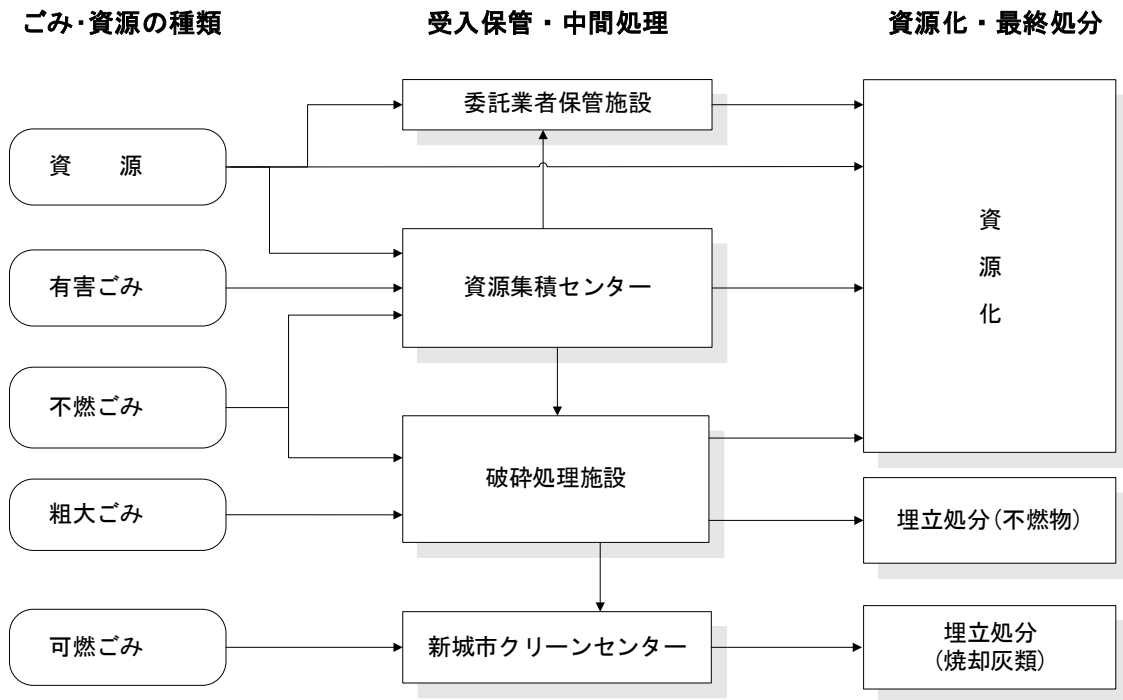 ごみ・資源の種類
受入保管・中間処理
資源化・最終処分
委託業者保管施設
資　　源
資
源
化
有害ごみ
資源集積センター
不燃ごみ
破砕処理施設
粗大ごみ
埋立処分(不燃物)
可燃ごみ
新城市クリーンセンター
埋立処分
(焼却灰類)